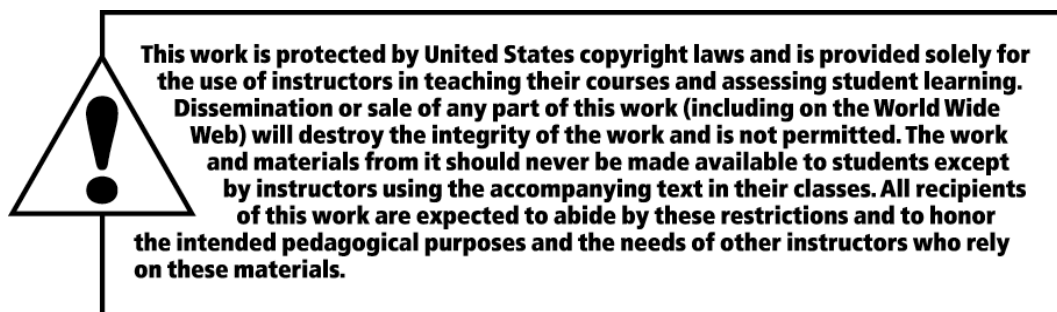 This work is protected by United States copyright laws and is provided solely for
the use of instructors in teaching their courses and assessing student learning.
Dissemination or sale of any part of this work (including on the World Wide
Web) will destroy the integrity of the work and is not permitted. The work
and materials from it should never be made available to students except
by instructors using the accompanying text in their classes. All recipients
of this work are expected to abide by these restrictions and to honor
the intended pedagogical purposes and the needs of other instructors who rely
on these materials.